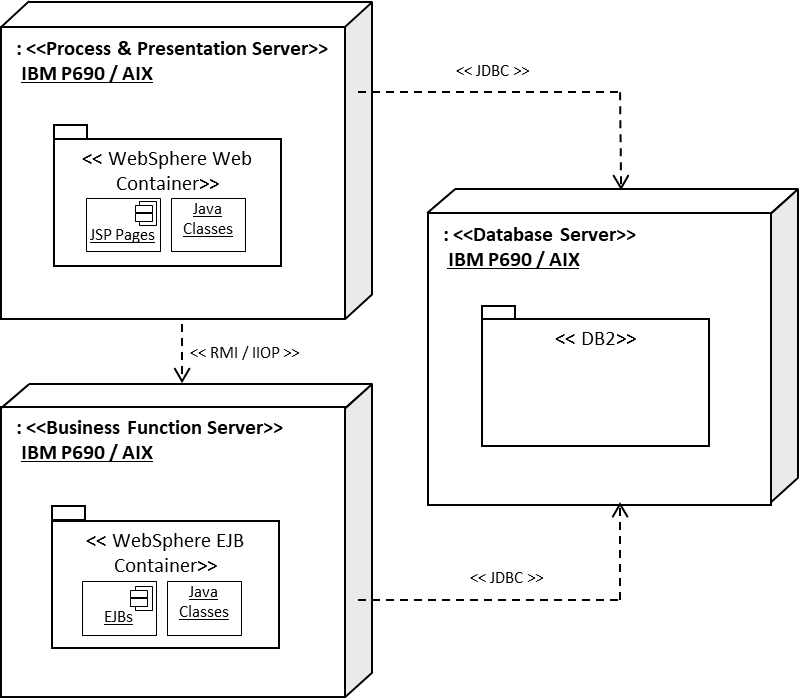 : <<Process & Presentation Server>>
IBM P690 / AIX
<< WebSphere Web
Container>>
JSP Pages
Java
Classes
<< JDBC >>
: <<Database Server>>
IBM P690 / AIX
<< DB2>>
<< RMI / IIOP >>
: <<Business Function Server>>
IBM P690 / AIX
<< WebSphere EJB
Container>>
EJBs
Java
Classes
<< JDBC >>